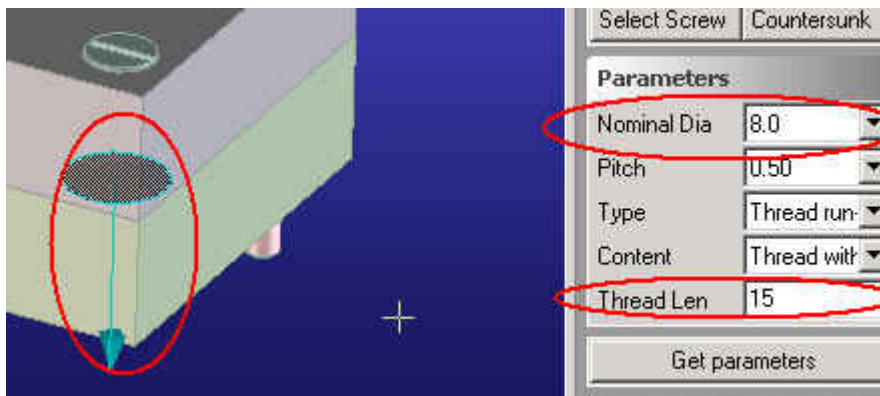 Select Screw Countersunk
Parameters
Nominal Dia 8.0
Pitch 0.50
Type Thread run-
Content Thread with
Thread Len 15
Get parameters